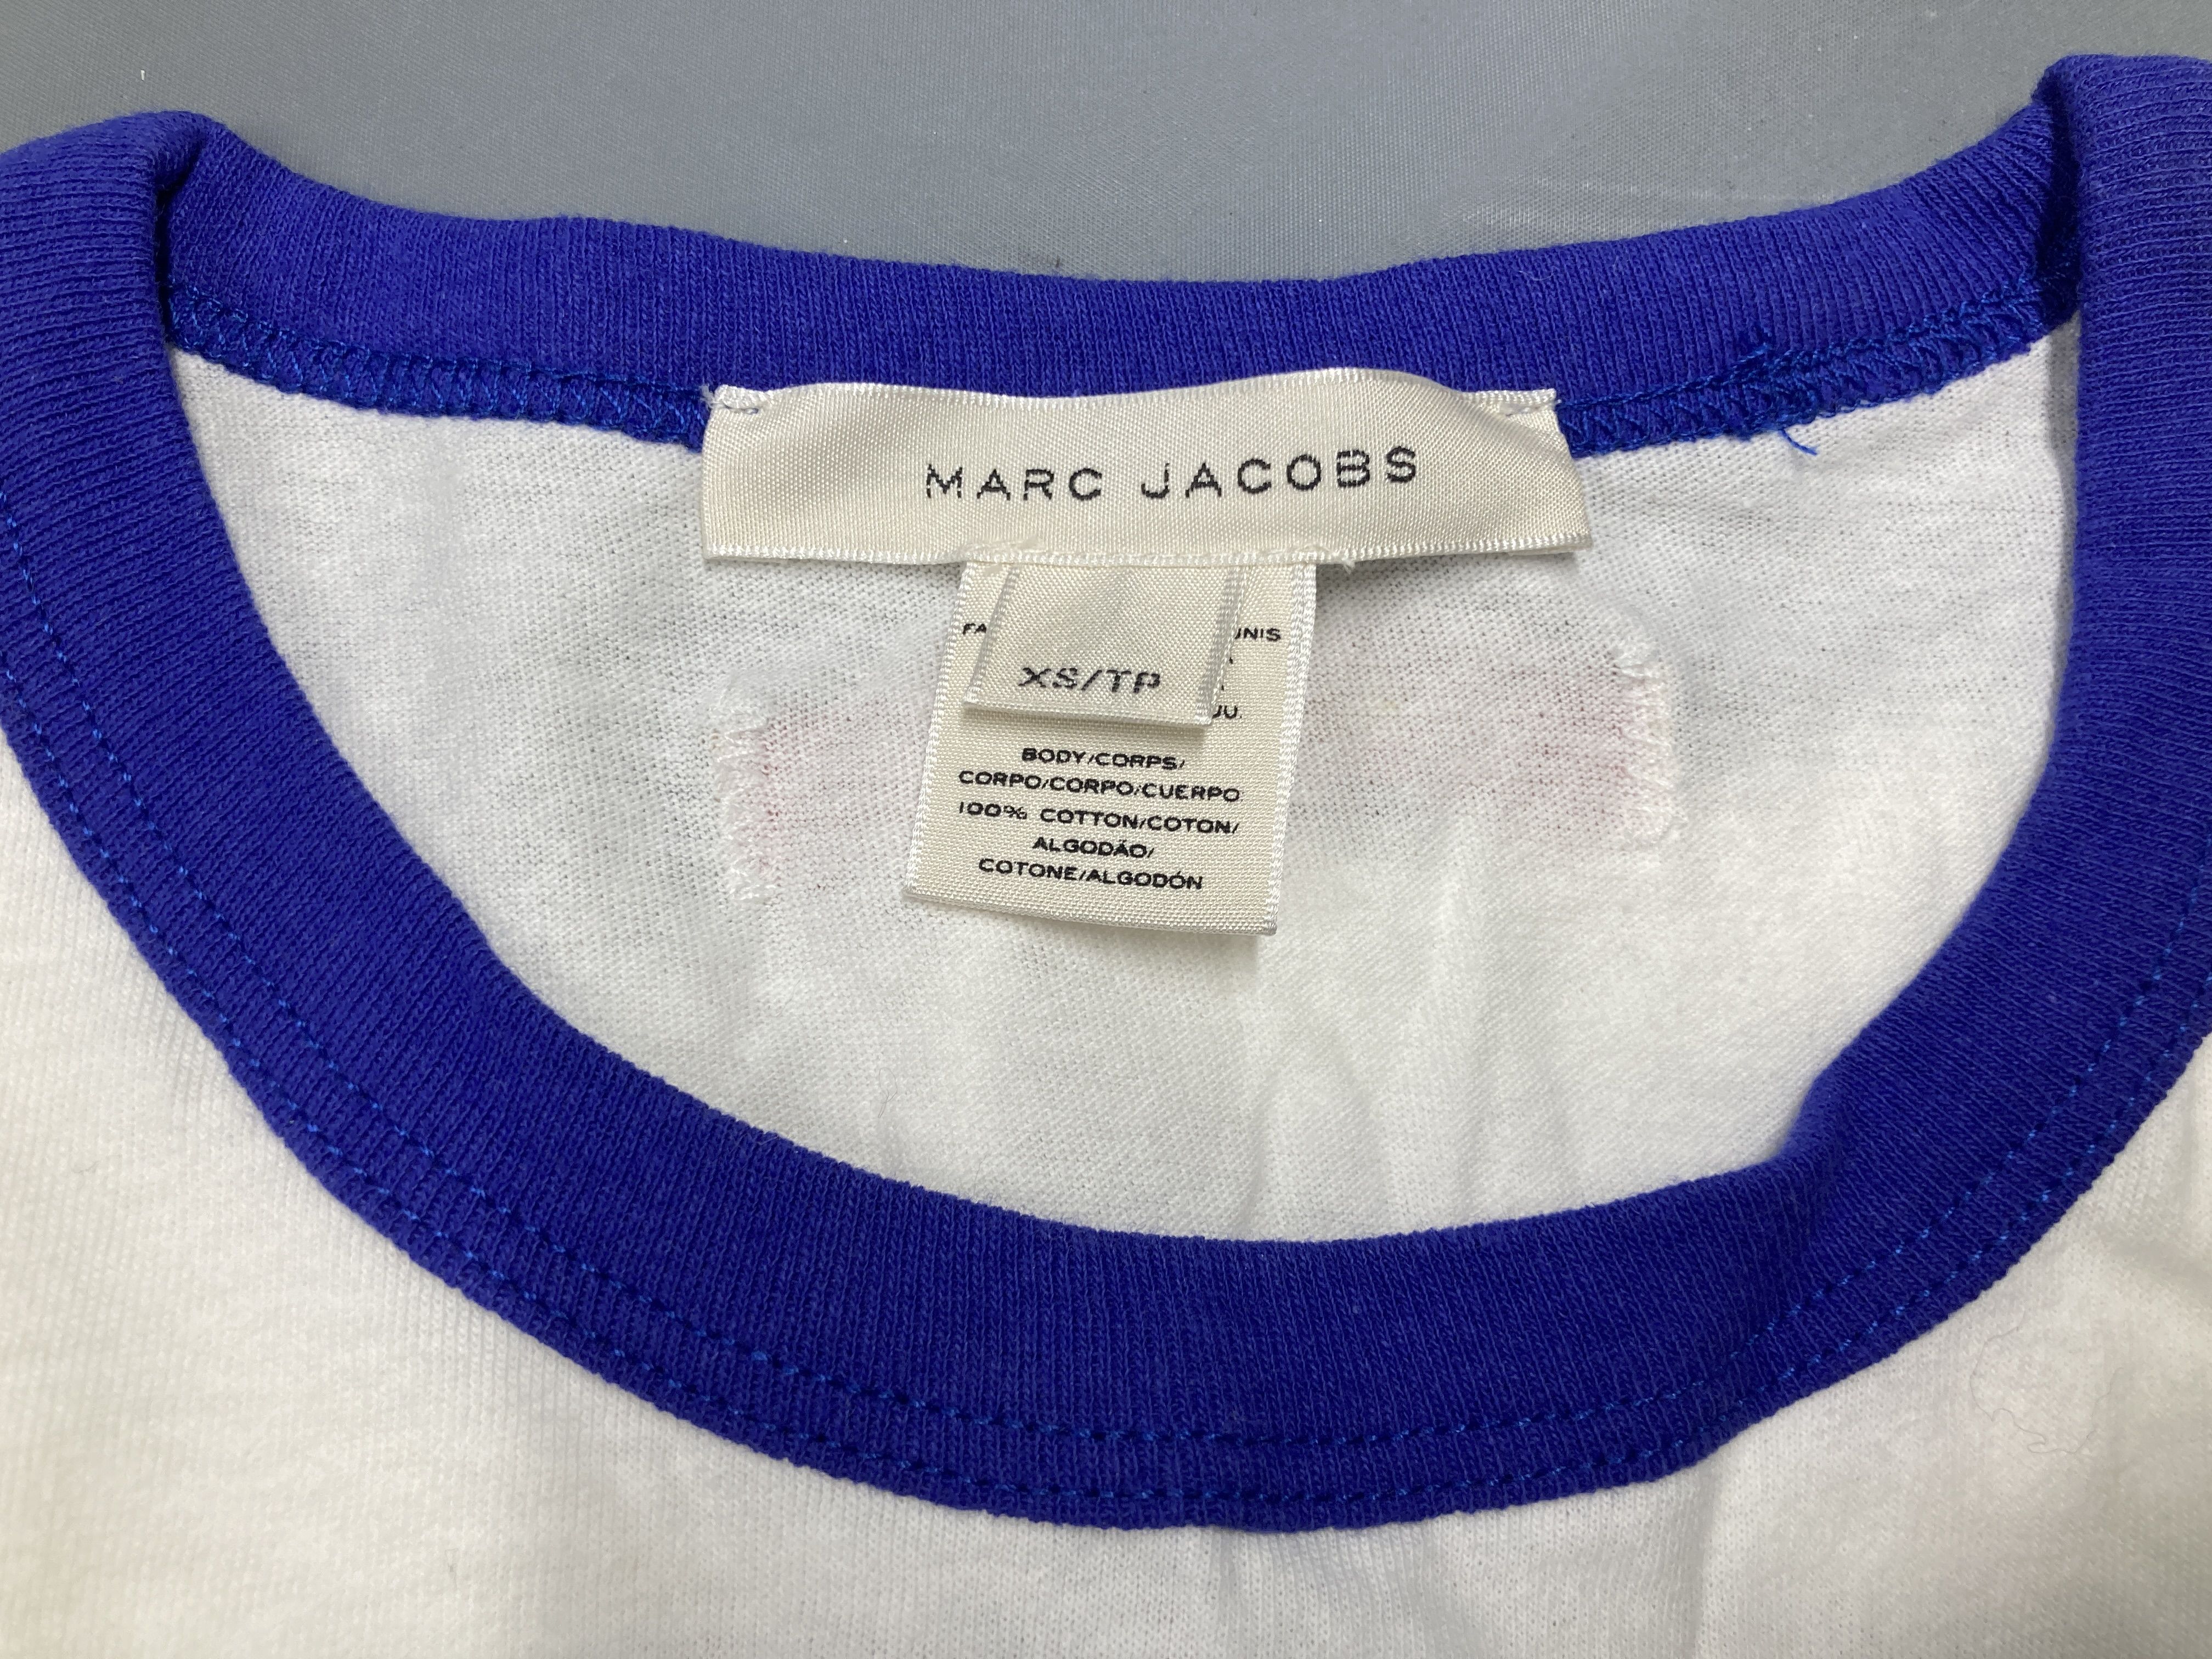 MARC JACOBS
XS/TP
BODY/CORPS/
CORPO/CORPO/CUERPO
100% COTTON/COTON/
ALGODÃO/
COTONE/ALGODÓN